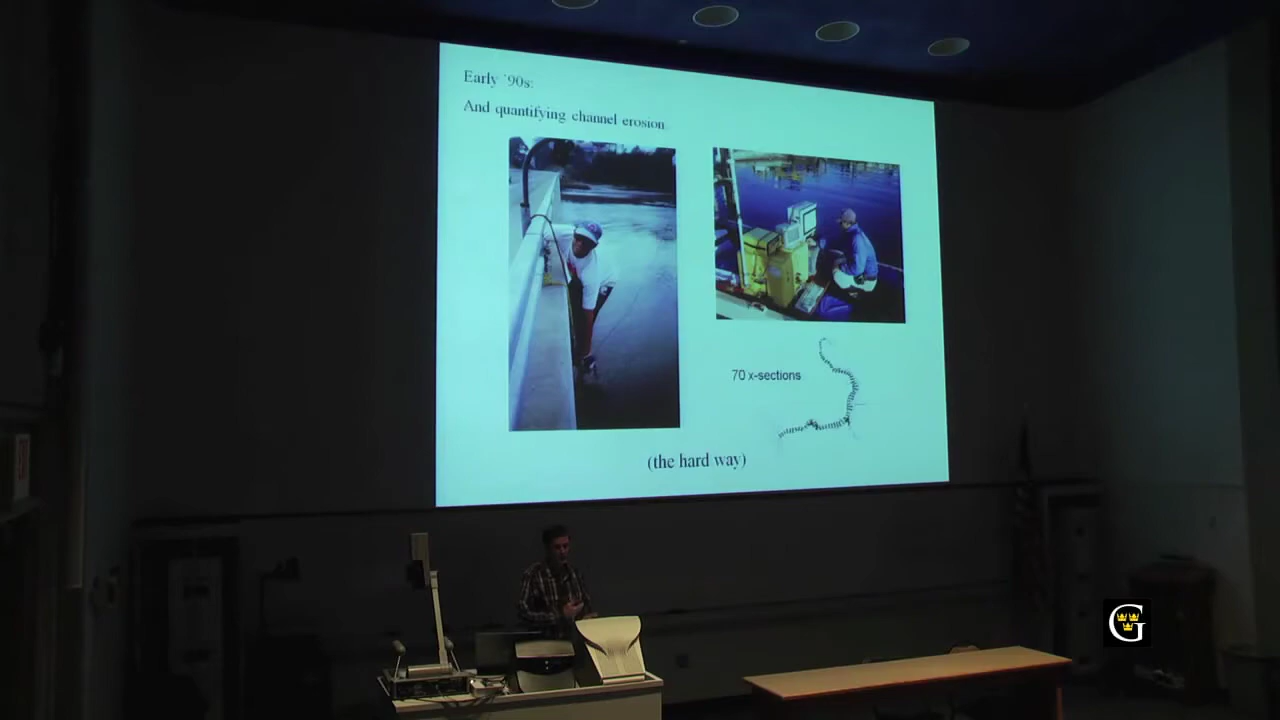 Early '90s:
And quantifying channel erosion
70 x-sections
(the hard way)
G